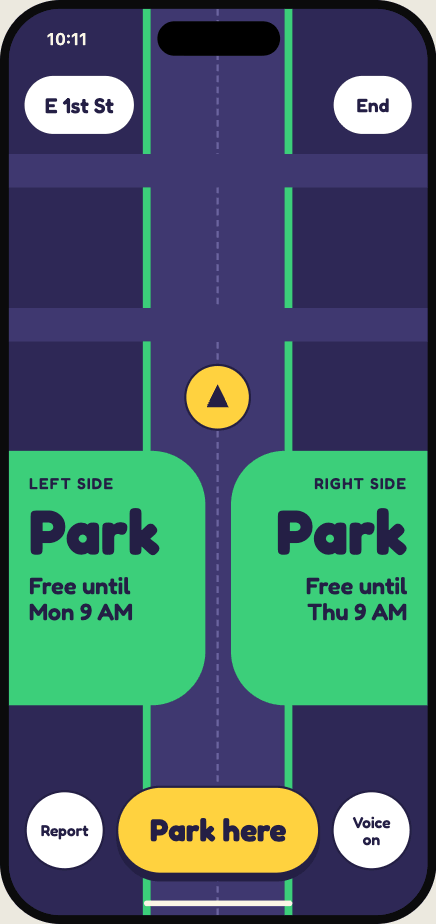 10:11
E 1st St
End
LEFT SIDE
Park
Free until
Mon 9 AM
RIGHT SIDE
Park
Free until
Thu 9 AM
Report
Park here
Voice
on